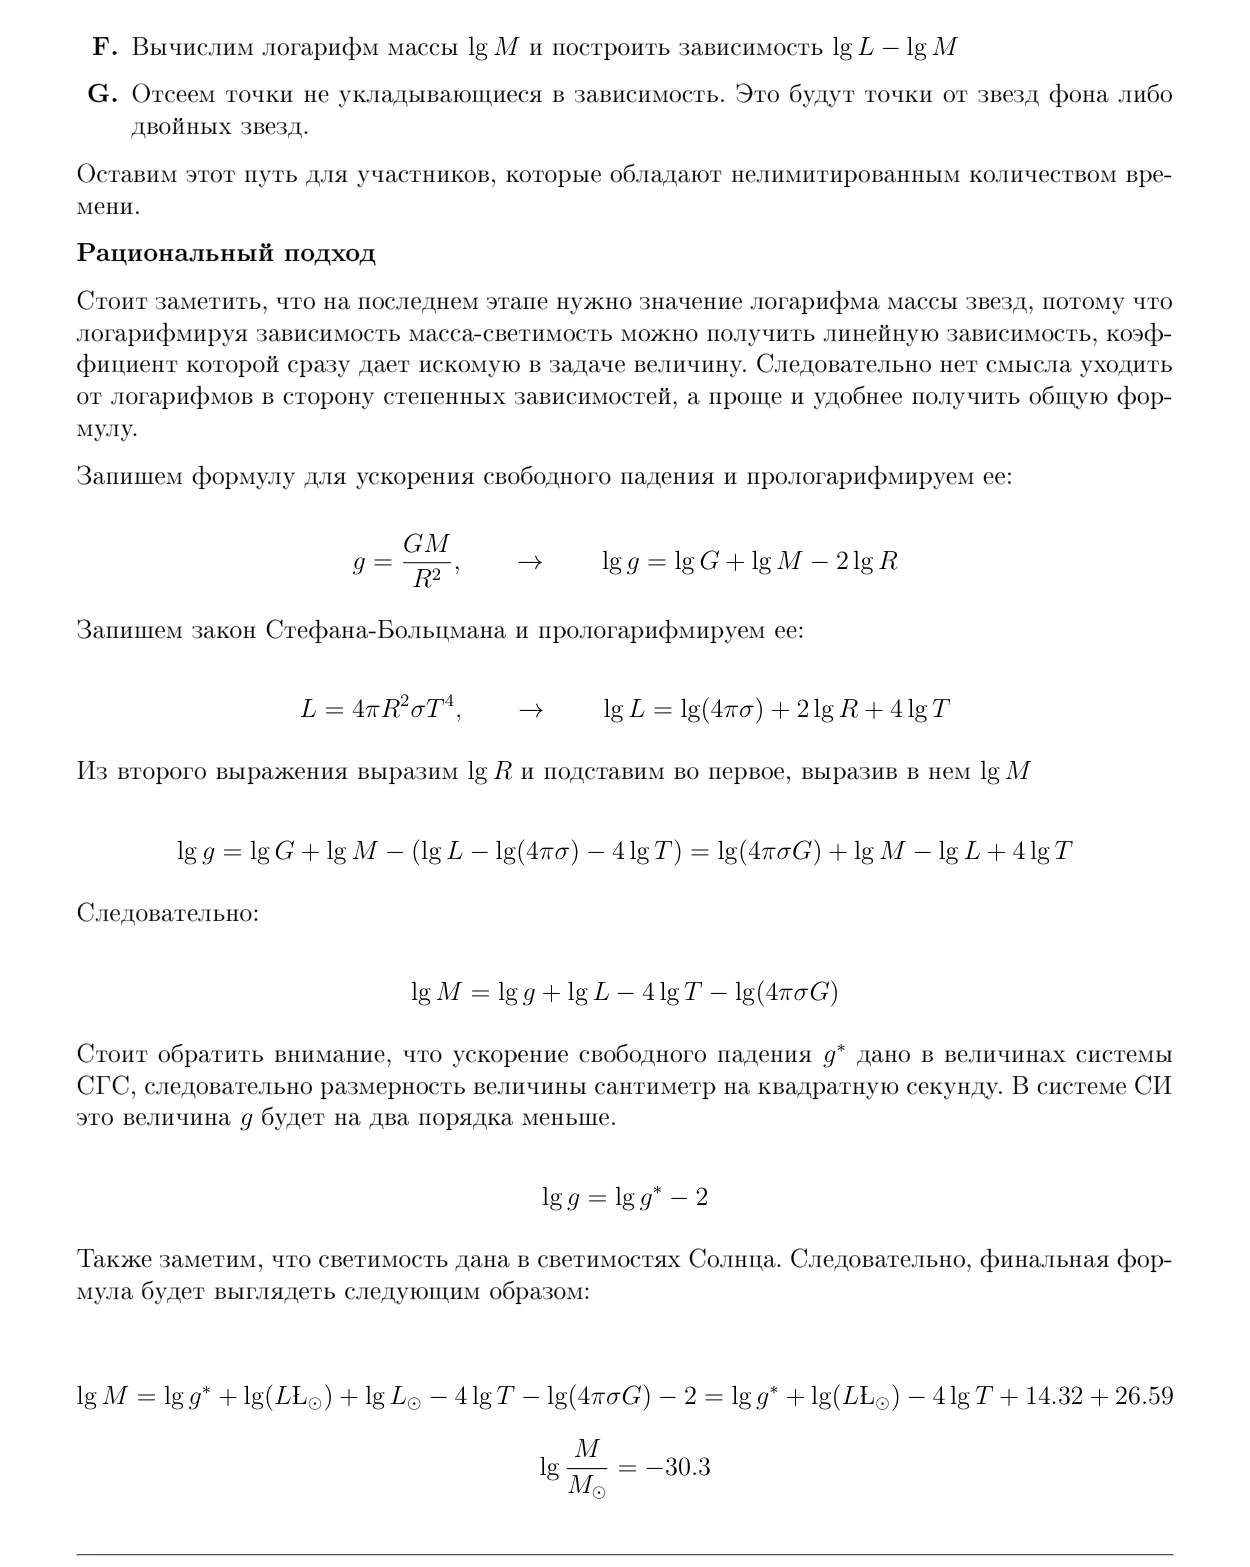 F. Вычислим логарифм массы lg M и построить зависимость lg L − lg M
G. Отсеем точки не укладывающиеся в зависимость. Это будут точки от звезд фона либо
двойных звезд.
Оставим этот путь для участников, которые обладают нелимитированным количеством вре-
мени.
Рациональный подход
Стоит заметить, что на последнем этапе нужно значение логарифма массы звезд, потому что
логарифмируя зависимость масса-светимость можно получить линейную зависимость, коэф-
фициент которой сразу дает искомую в задаче величину. Следовательно нет смысла уходить
от логарифмов в сторону степенных зависимостей, а проще и удобнее получить общую фор-
мулу.
Запишем формулу для ускорения свободного падения и прологарифмируем ее:
g = GM/R², → lg g = lg G + lg M − 2 lg R
Запишем закон Стефана-Больцмана и прологарифмируем ее:
L = 4πR²σT⁴, → lg L = lg(4πσ) + 2 lg R + 4 lg T
Из второго выражения выразим lg R и подставим во первое, выразив в нем lg M
lg g = lg G + lg M − (lg L − lg(4πσ) − 4 lg T) = lg(4πσG) + lg M − lg L + 4 lg T
Следовательно:
lg M = lg g + lg L − 4 lg T − lg(4πσG)
Стоит обратить внимание, что ускорение свободного падения g* дано в величинах системы
СГС, следовательно размерность величины сантиметр на квадратную секунду. В системе СИ
это величина g будет на два порядка меньше.
lg g = lg g* − 2
Также заметим, что светимость дана в светимостях Солнца. Следовательно, финальная фор-
мула будет выглядеть следующим образом:
lg M = lg g* + lg(LŁ⊙) + lg L⊙ − 4 lg T − lg(4πσG) − 2 = lg g* + lg(LŁ⊙) − 4 lg T + 14.32 + 26.59
lg M/M⊙ = −30.3